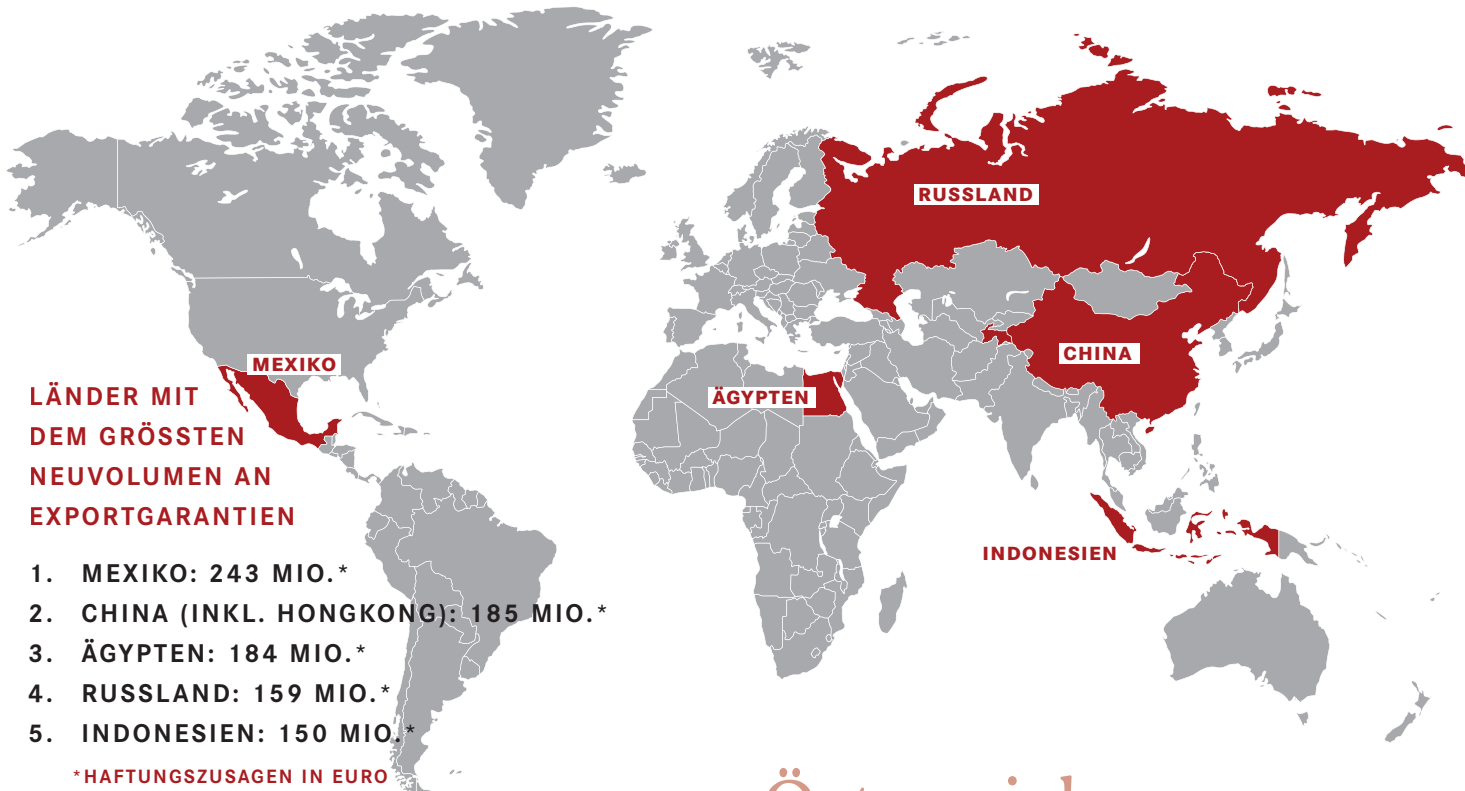 RUSSLAND
CHINA
MEXIKO
ÄGYPTEN
INDONESIEN
LÄNDER MIT
DEM GRÖSSTEN
NEUVOLUMEN AN
EXPORTGARANTIEN
1. MEXIKO: 243 MIO.*
2. CHINA (INKL. HONGKONG): 185 MIO.*
3. ÄGYPTEN: 184 MIO.*
4. RUSSLAND: 159 MIO.*
5. INDONESIEN: 150 MIO.*
*HAFTUNGSZUSAGEN IN EURO